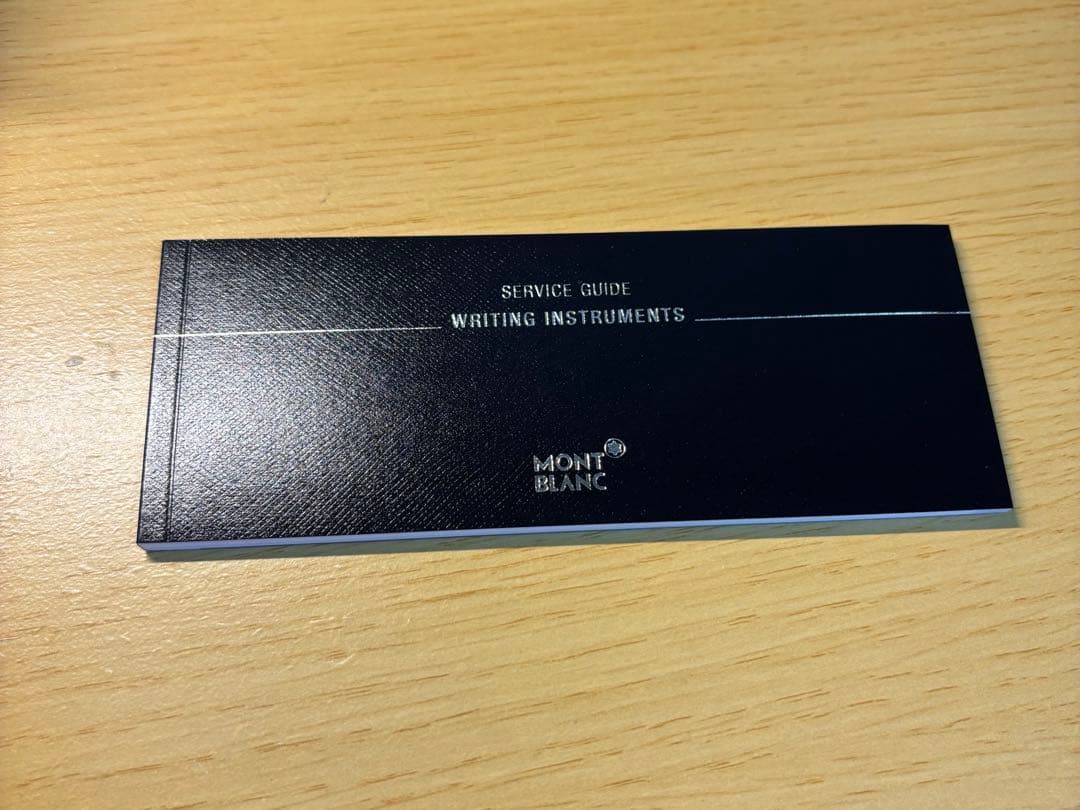 SERVICE GUIDE
WRITING INSTRUMENTS
MONT
BLANC